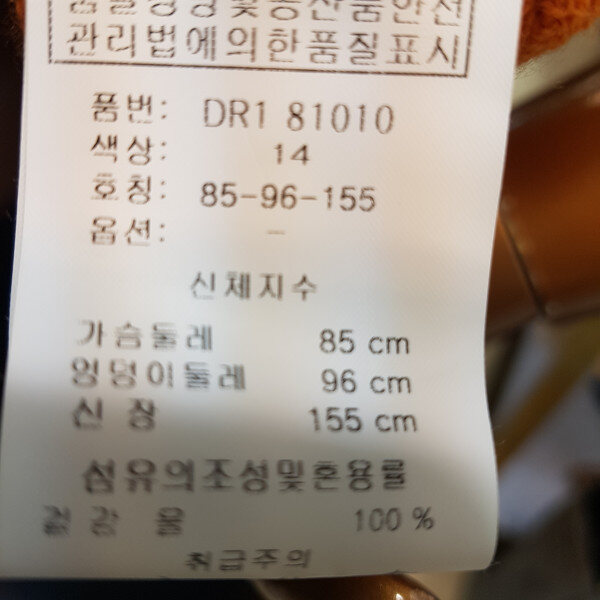 관리법에의한품질표시
품번: DR1 81010
색상: 14
호칭: 85-96-155
옵션: -
신체지수
가슴둘레 85 cm
엉덩이둘레 96 cm
신 장 155 cm
섬유의조성및혼용률
100 %
취급주의